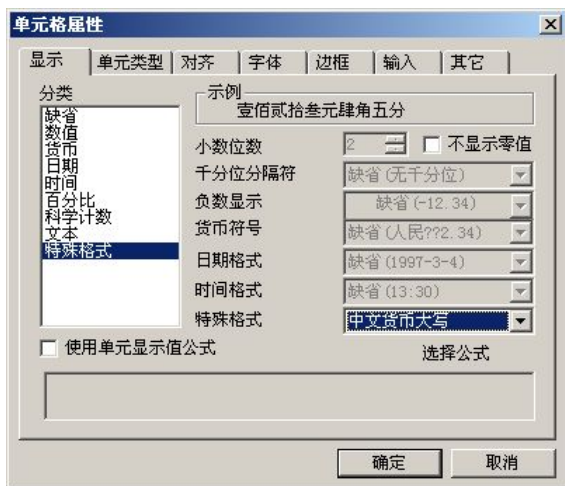 单元格属性
显示 单元类型 对齐 字体 边框 输入 其它
分类
缺省
数值
货币
日期
时间
百分比
科学计数
文本
特殊格式
示例
壹佰贰拾叁元肆角五分
小数位数 2 不显示零值
千分位分隔符 缺省(无千分位)
负数显示 缺省(-12.34)
货币符号 缺省(人民??2.34)
日期格式 缺省(1997-3-4)
时间格式 缺省(13:30)
特殊格式 中文货币大写
使用单元显示值公式 选择公式
确定 取消